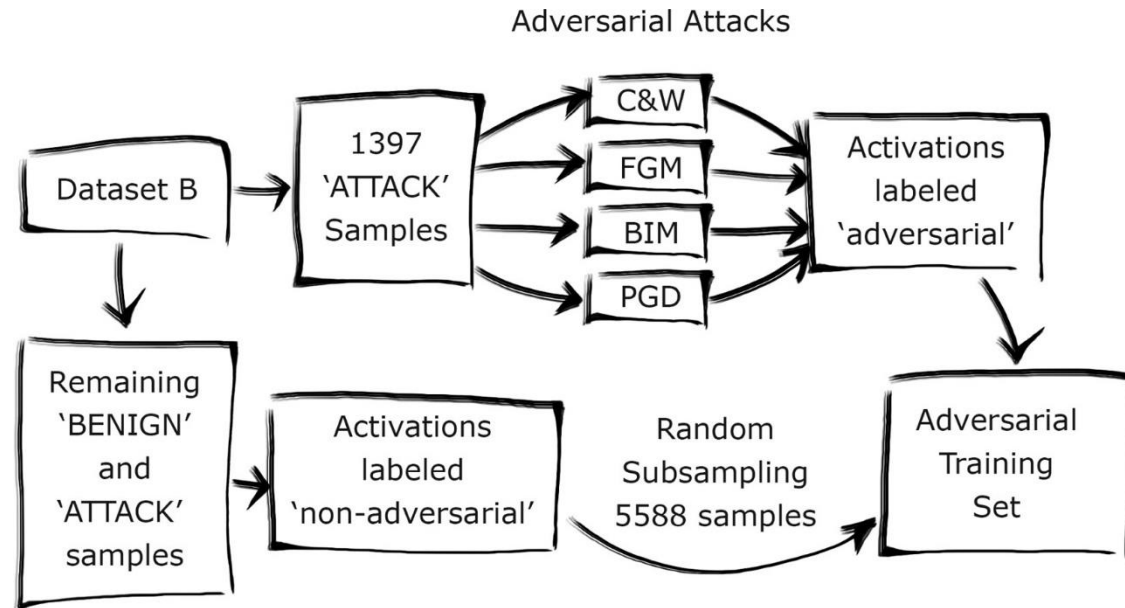 Adversarial Attacks
Dataset B
1397
‘ATTACK’
Samples
C&W
FGM
BIM
PGD
Activations
labeled
‘adversarial’
Remaining
‘BENIGN’
and
‘ATTACK’
samples
Activations
labeled
‘non-adversarial’
Random
Subsampling
5588 samples
Adversarial
Training
Set